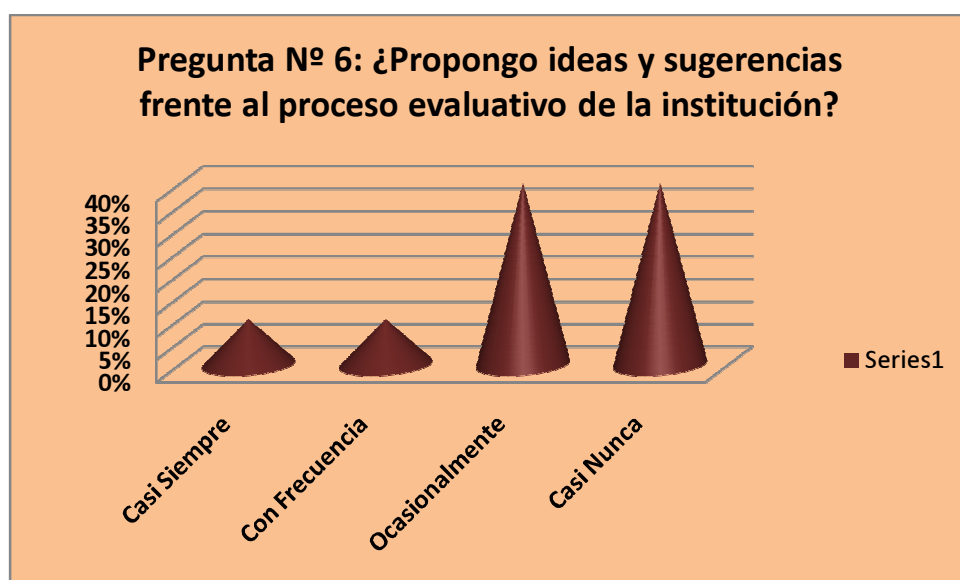 Pregunta Nº 6: ¿Propongo ideas y sugerencias
frente al proceso evaluativo de la institución?
40%
35%
30%
25%
20%
15%
10%
5%
0%
Casi Siempre
Con Frecuencia
Ocasionalmente
Casi Nunca
Series1